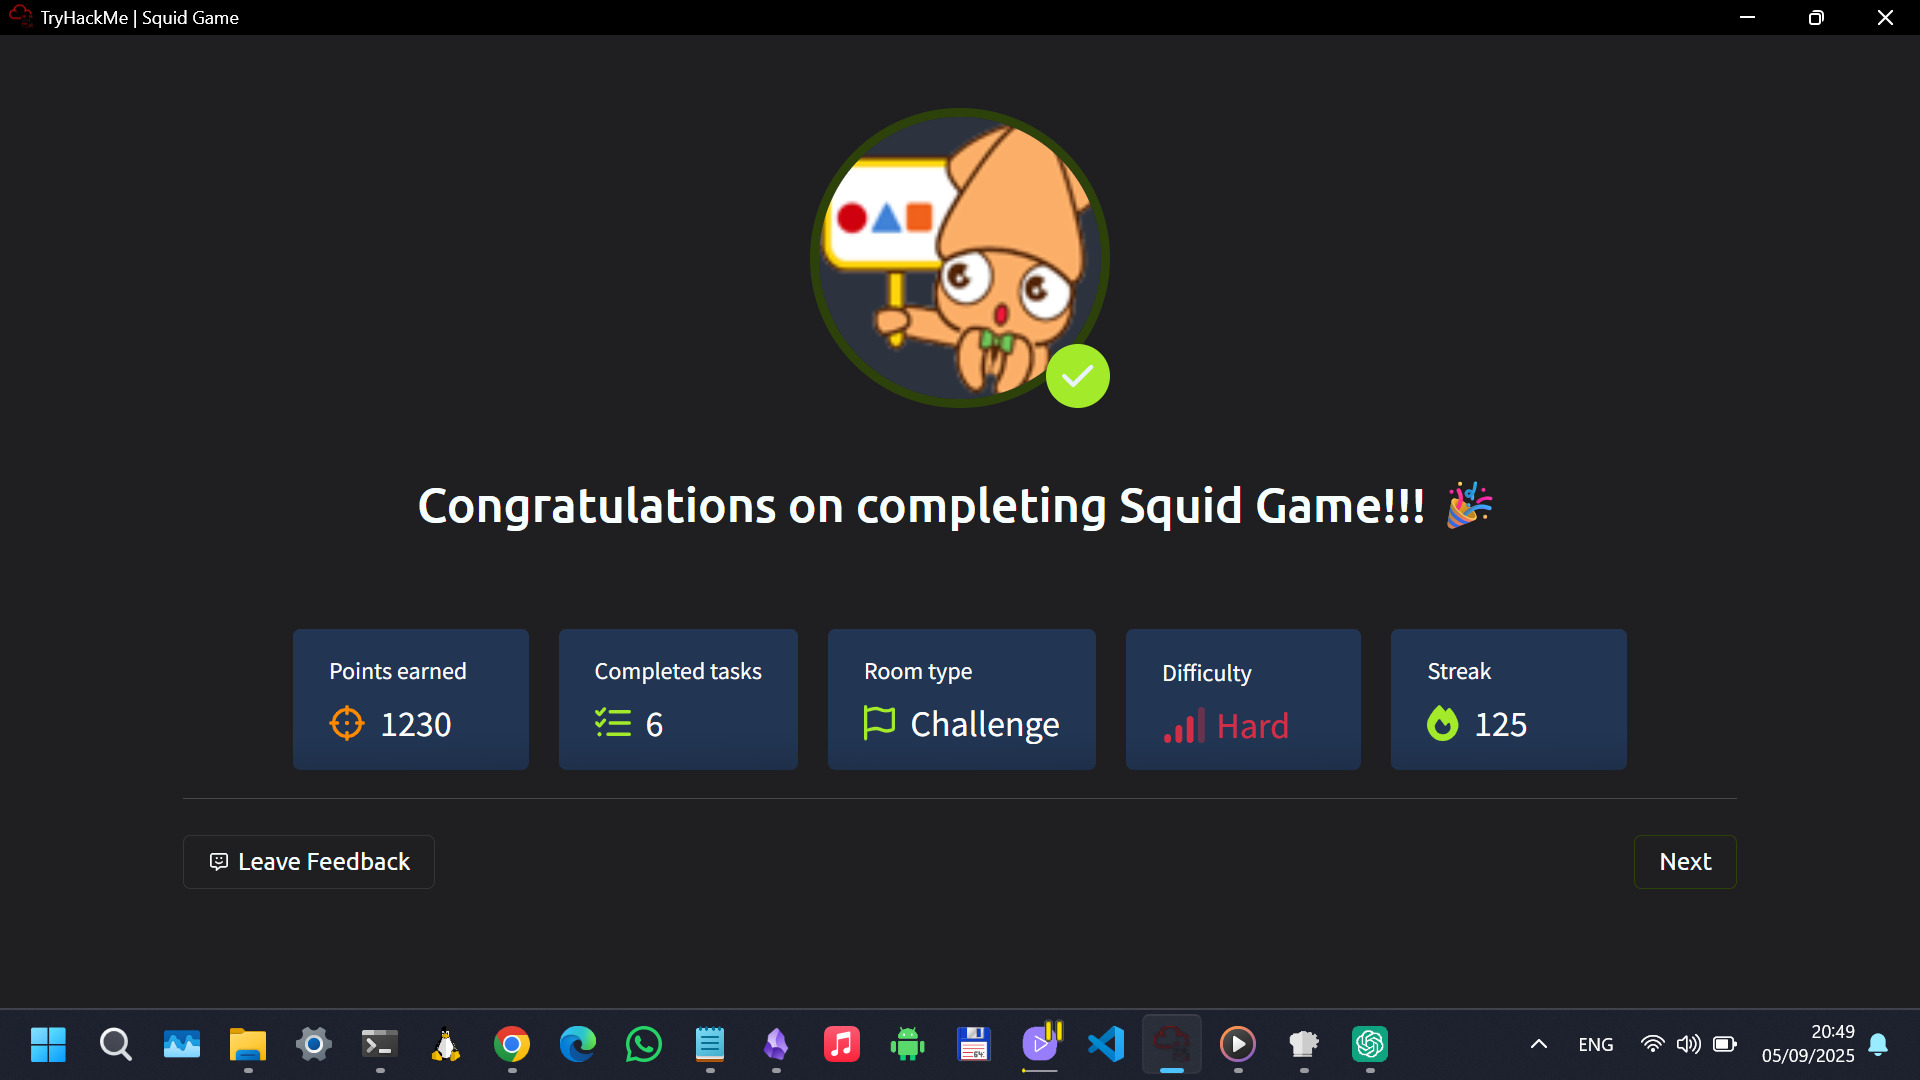 TryHackMe | Squid Game
Congratulations on completing Squid Game!!! 🎉
Points earned
1230
Completed tasks
6
Room type
Challenge
Difficulty
Hard
Streak
125
Leave Feedback
Next
64
ENG
20:49
05/09/2025